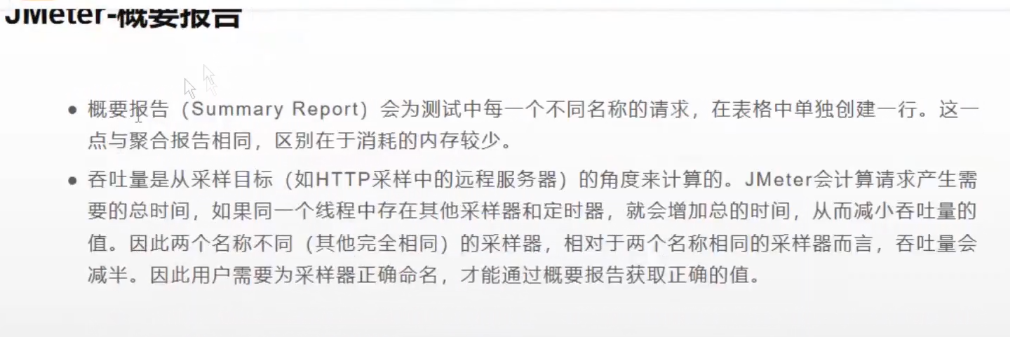 JMeter-概要报告
● 概要报告（Summary Report）会为测试中每一个不同名称的请求，在表格中单独创建一行。这一
点与聚合报告相同，区别在于消耗的内存较少。
● 吞吐量是从采样目标（如HTTP采样中的远程服务器）的角度来计算的。JMeter会计算请求产生需
要的总时间，如果同一个线程中存在其他采样器和定时器，就会增加总的时间，从而减小吞吐量的
值。因此两个名称不同（其他完全相同）的采样器，相对于两个名称相同的采样器而言，吞吐量会
减半。因此用户需要为采样器正确命名，才能通过概要报告获取正确的值。